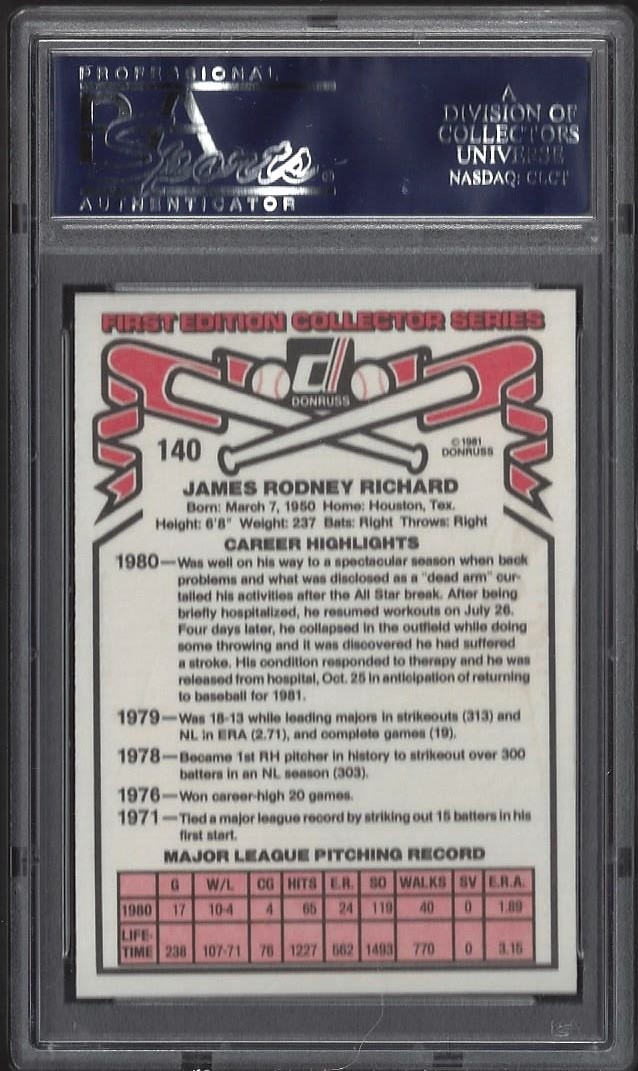 PROFESSIONAL
PSA
Sports®
AUTHENTICATOR
A
DIVISION OF
COLLECTORS
UNIVERSE
NASDAQ: CLCT
FIRST EDITION COLLECTOR SERIES
d
DONRUSS
140
©1981
DONRUSS
JAMES RODNEY RICHARD
Born: March 7, 1950 Home: Houston, Tex.
Height: 6'8" Weight: 237 Bats: Right Throws: Right
CAREER HIGHLIGHTS
1980—Was well on his way to a spectacular season when back
problems and what was disclosed as a "dead arm" cur-
tailed his activities after the All Star break. After being
briefly hospitalized, he resumed workouts on July 26.
Four days later, he collapsed in the outfield while doing
some throwing and it was discovered he had suffered
a stroke. His condition responded to therapy and he was
released from hospital, Oct. 25 in anticipation of returning
to baseball for 1981.
1979—Was 18-13 while leading majors in strikeouts (313) and
NL in ERA (2.71), and complete games (19).
1978—Became 1st RH pitcher in history to strikeout over 300
batters in an NL season (303).
1976—Won career-high 20 games.
1971—Tied a major league record by striking out 15 batters in his
first start.
MAJOR LEAGUE PITCHING RECORD
G W/L CG HITS E.R. SO WALKS SV E.R.A.
1980 17 10-4 4 65 24 119 40 0 1.89
LIFE-
TIME 238 107-71 76 1227 562 1493 770 0 3.15